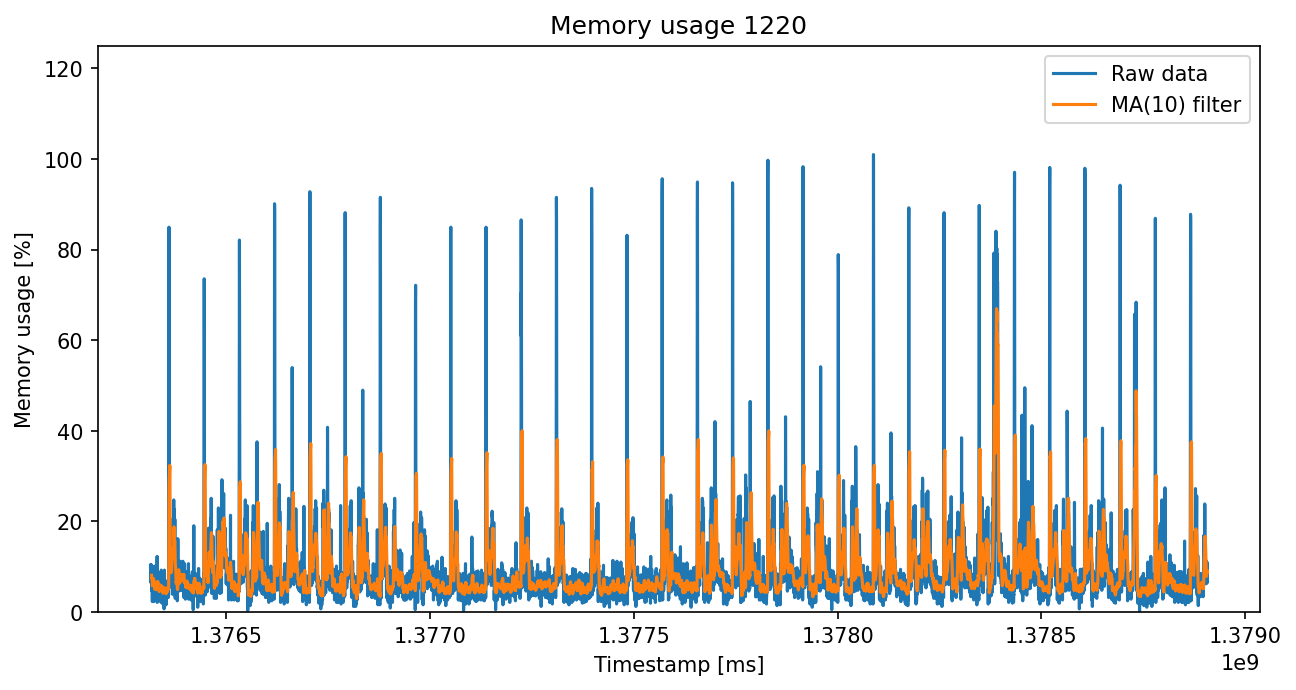 Memory usage 1220
Raw data
MA(10) filter
Memory usage [%]
120
100
80
60
40
20
0
1.3765 1.3770 1.3775 1.3780 1.3785 1.3790
1e9
Timestamp [ms]